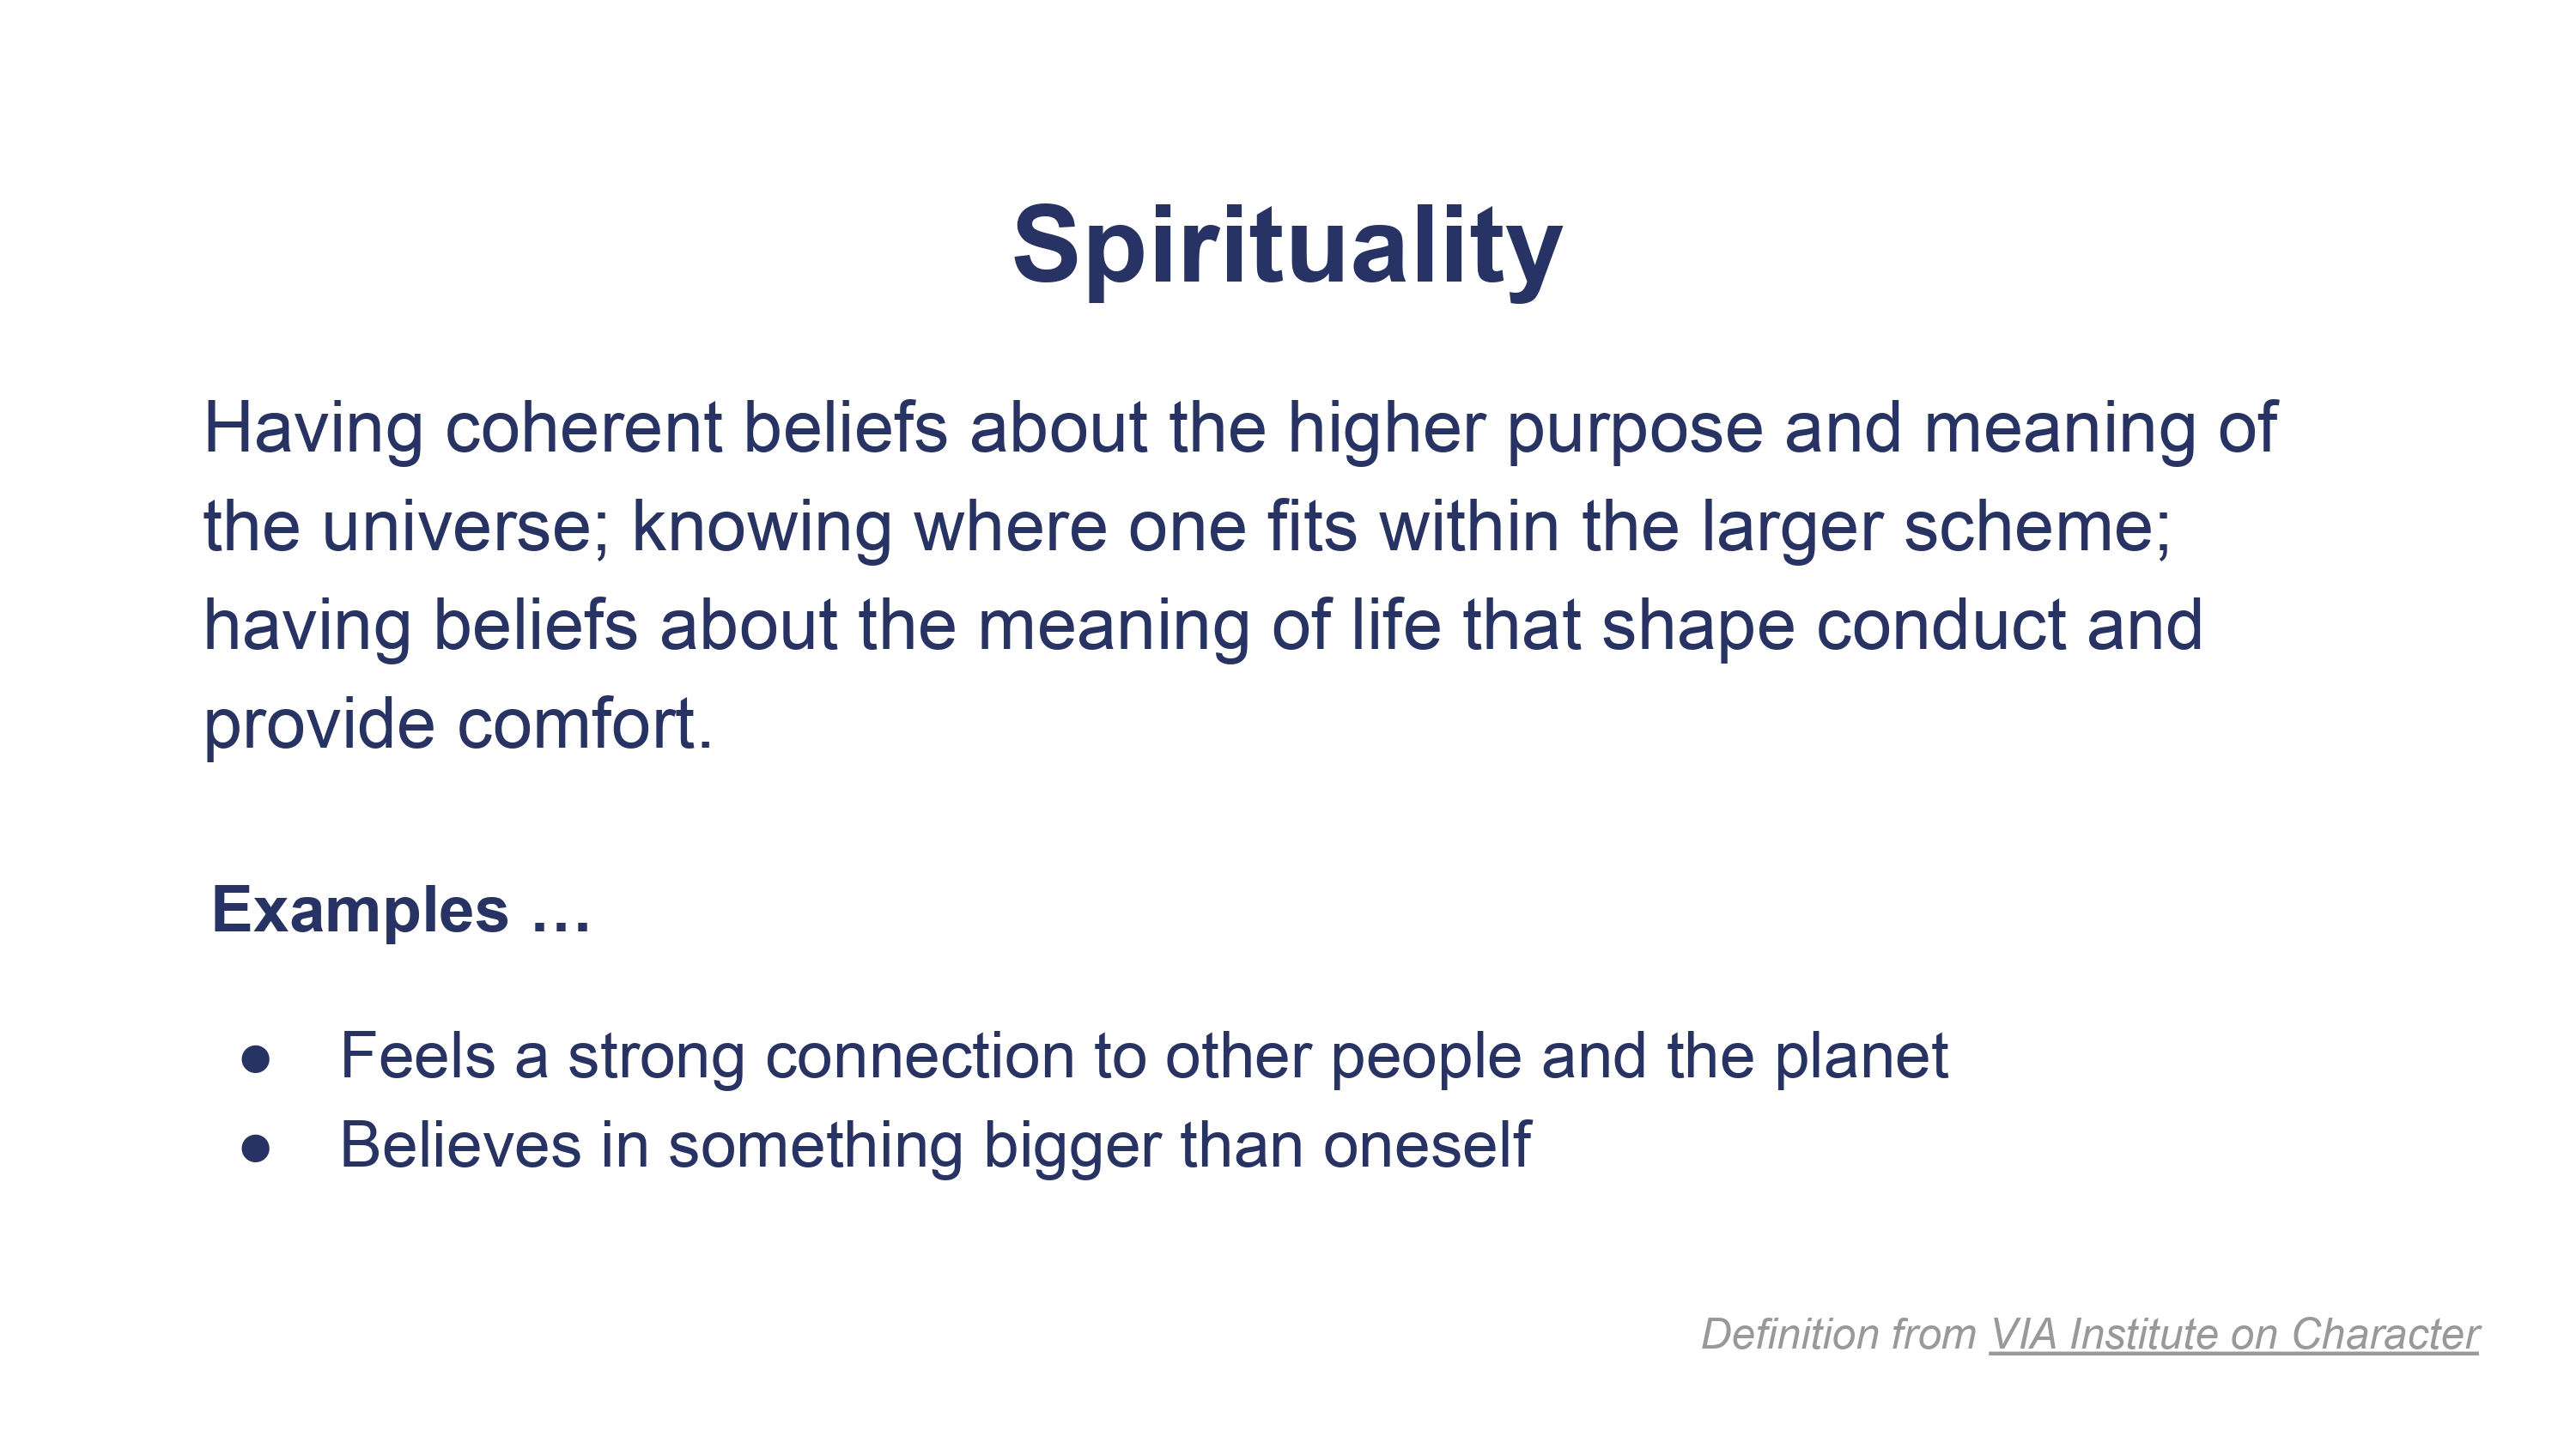 Spirituality
Having coherent beliefs about the higher purpose and meaning of
the universe; knowing where one fits within the larger scheme;
having beliefs about the meaning of life that shape conduct and
provide comfort.
Examples …
● Feels a strong connection to other people and the planet
● Believes in something bigger than oneself
Definition from VIA Institute on Character